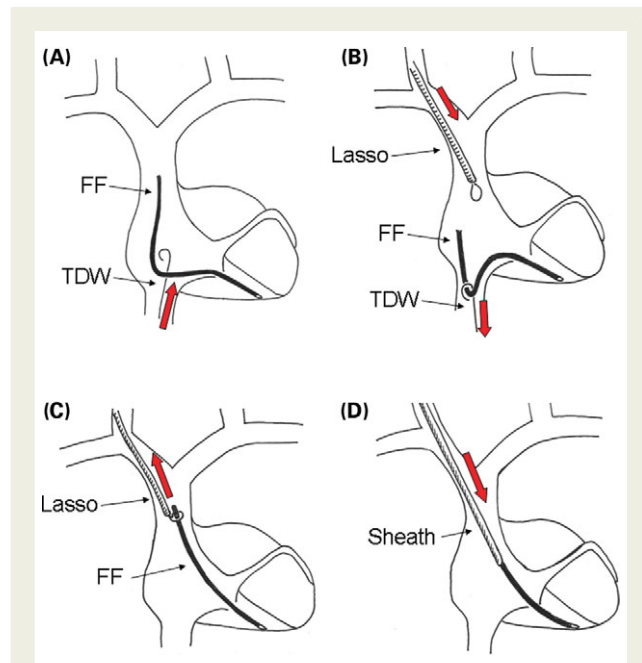 (A)
FF
TDW
(B)
Lasso
FF
TDW
(C)
Lasso
FF
(D)
Sheath